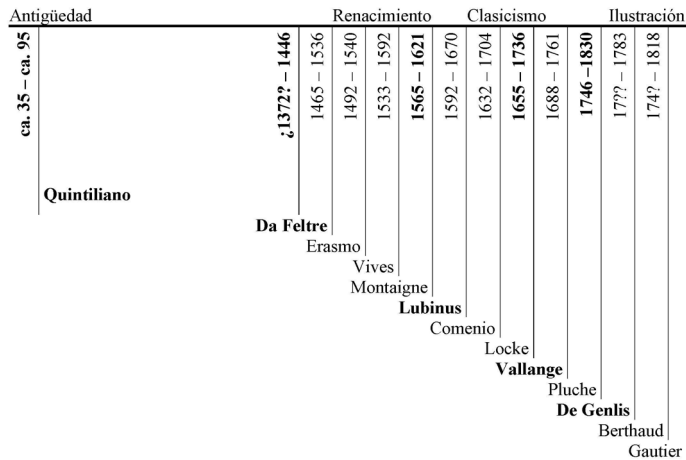 Antigüedad Renacimiento Clasicismo Ilustración
ca. 35 – ca. 95
¿1372? – 1446
1465 – 1536
1492 – 1540
1533 – 1592
1565 – 1621
1592 – 1670
1632 – 1704
1655 – 1736
1688 – 1761
1746 –1830
17?? – 1783
174? – 1818
Quintiliano
Da Feltre
Erasmo
Vives
Montaigne
Lubinus
Comenio
Locke
Vallange
Pluche
De Genlis
Berthaud
Gautier